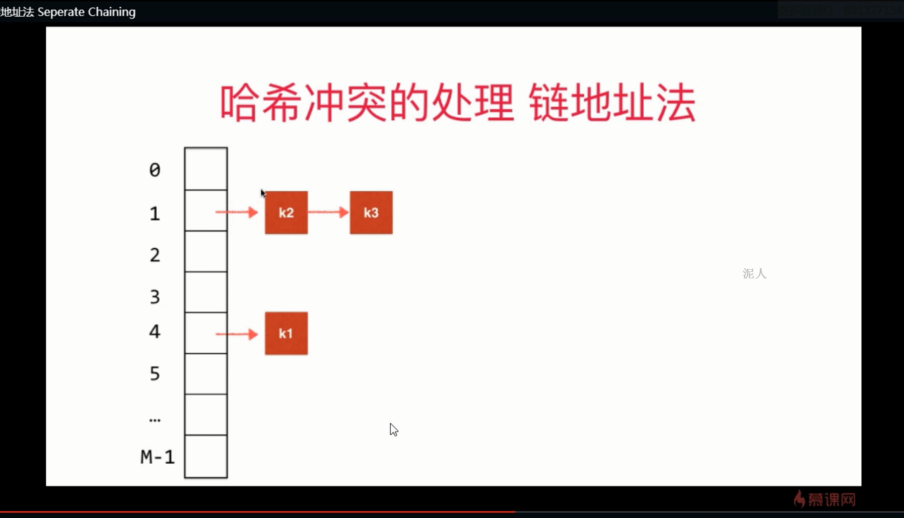 地址法 Seperate Chaining
哈希冲突的处理 链地址法
0
1
k2
k3
2
泥人
3
4
k1
5
…
M-1
慕课网